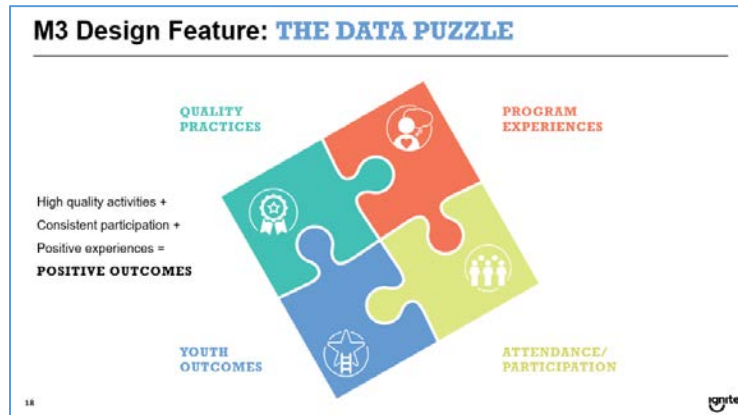 M3 Design Feature: THE DATA PUZZLE
QUALITY
PRACTICES
PROGRAM
EXPERIENCES
High quality activities +
Consistent participation +
Positive experiences =
POSITIVE OUTCOMES
YOUTH
OUTCOMES
ATTENDANCE/
PARTICIPATION
18
ignite